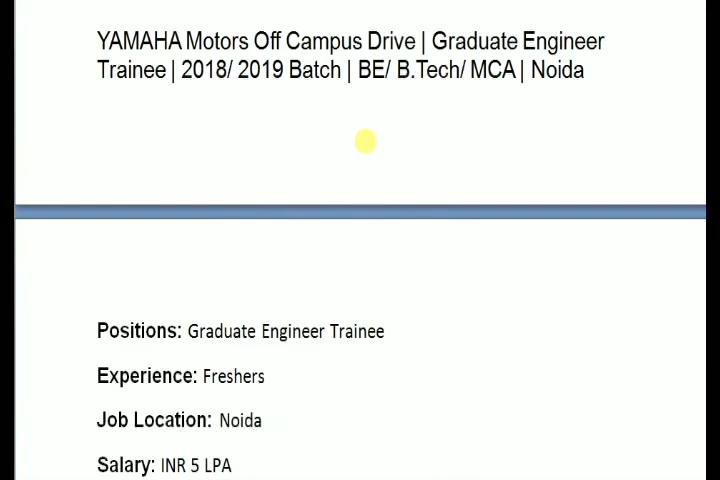 YAMAHA Motors Off Campus Drive | Graduate Engineer
Trainee | 2018/ 2019 Batch | BE/ B.Tech/ MCA | Noida
Positions: Graduate Engineer Trainee
Experience: Freshers
Job Location: Noida
Salary: INR 5 LPA